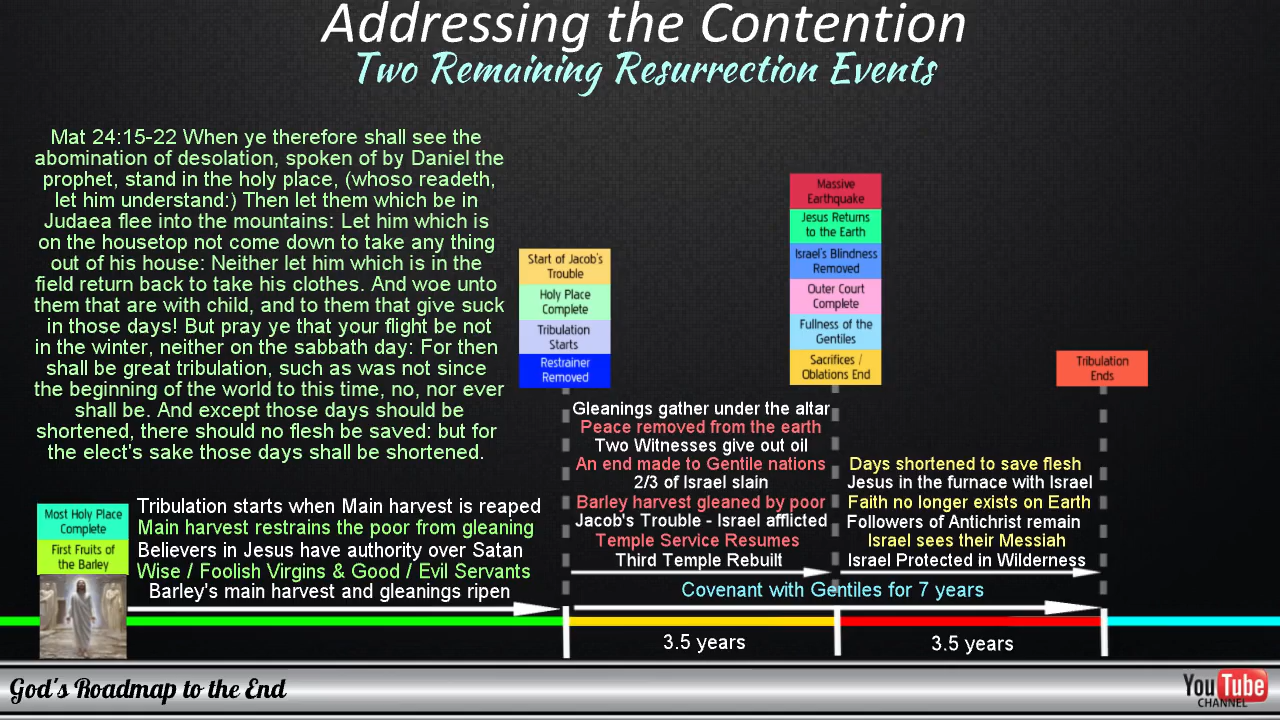 Addressing the Contention
Two Remaining Resurrection Events
Mat 24:15-22 When ye therefore shall see the
abomination of desolation, spoken of by Daniel the
prophet, stand in the holy place, (whoso readeth,
let him understand:) Then let them which be in
Judaea flee into the mountains: Let him which is
on the housetop not come down to take any thing
out of his house: Neither let him which is in the
field return back to take his clothes. And woe unto
them that are with child, and to them that give suck
in those days! But pray ye that your flight be not
in the winter, neither on the sabbath day: For then
shall be great tribulation, such as was not since
the beginning of the world to this time, no, nor ever
shall be. And except those days should be
shortened, there should no flesh be saved: but for
the elect's sake those days shall be shortened.
Most Holy Place
Complete
First Fruits of
the Barley
Tribulation starts when Main harvest is reaped
Main harvest restrains the poor from gleaning
Believers in Jesus have authority over Satan
Wise / Foolish Virgins & Good / Evil Servants
Barley's main harvest and gleanings ripen
Start of Jacob's
Trouble
Holy Place
Complete
Tribulation
Starts
Restrainer
Removed
Gleanings gather under the altar
Peace removed from the earth
Two Witnesses give out oil
An end made to Gentile nations
2/3 of Israel slain
Barley harvest gleaned by poor
Jacob's Trouble - Israel afflicted
Temple Service Resumes
Third Temple Rebuilt
Massive
Earthquake
Jesus Returns
to the Earth
Israel's Blindness
Removed
Outer Court
Complete
Fullness of the
Gentiles
Sacrifices /
Oblations End
Days shortened to save flesh
Jesus in the furnace with Israel
Faith no longer exists on Earth
Followers of Antichrist remain
Israel sees their Messiah
Israel Protected in Wilderness
Tribulation
Ends
Covenant with Gentiles for 7 years
3.5 years
3.5 years
God's Roadmap to the End
YouTube
CHANNEL